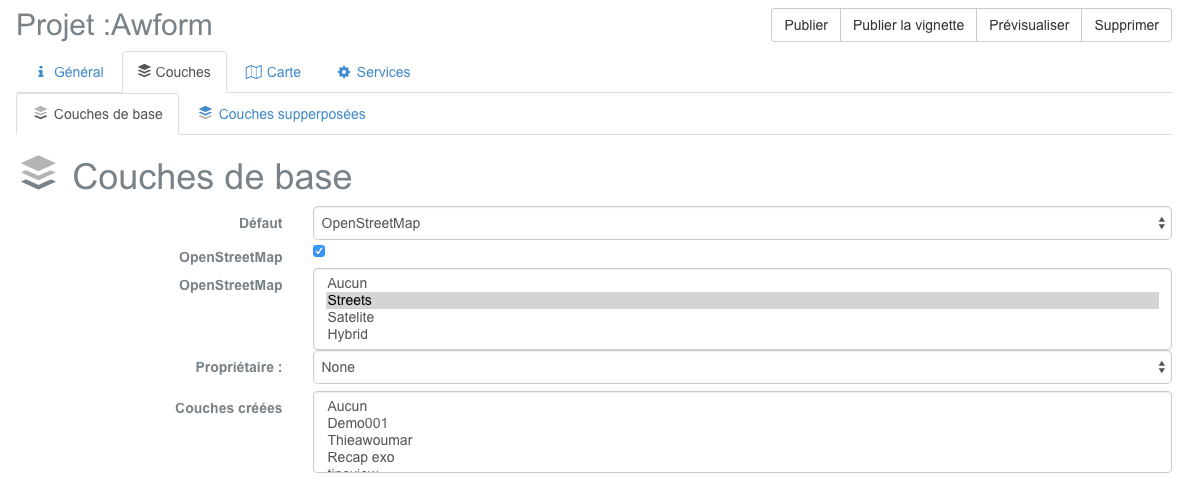 Projet :Awform
Publier Publier la vignette Prévisualiser Supprimer
Général Couches Carte Services
Couches de base Couches supperposées
Couches de base
Défaut OpenStreetMap
OpenStreetMap
OpenStreetMap
Aucun
Streets
Satelite
Hybrid
Propriétaire : None
Couches créées
Aucun
Demo001
Thieawoumar
Recap exo